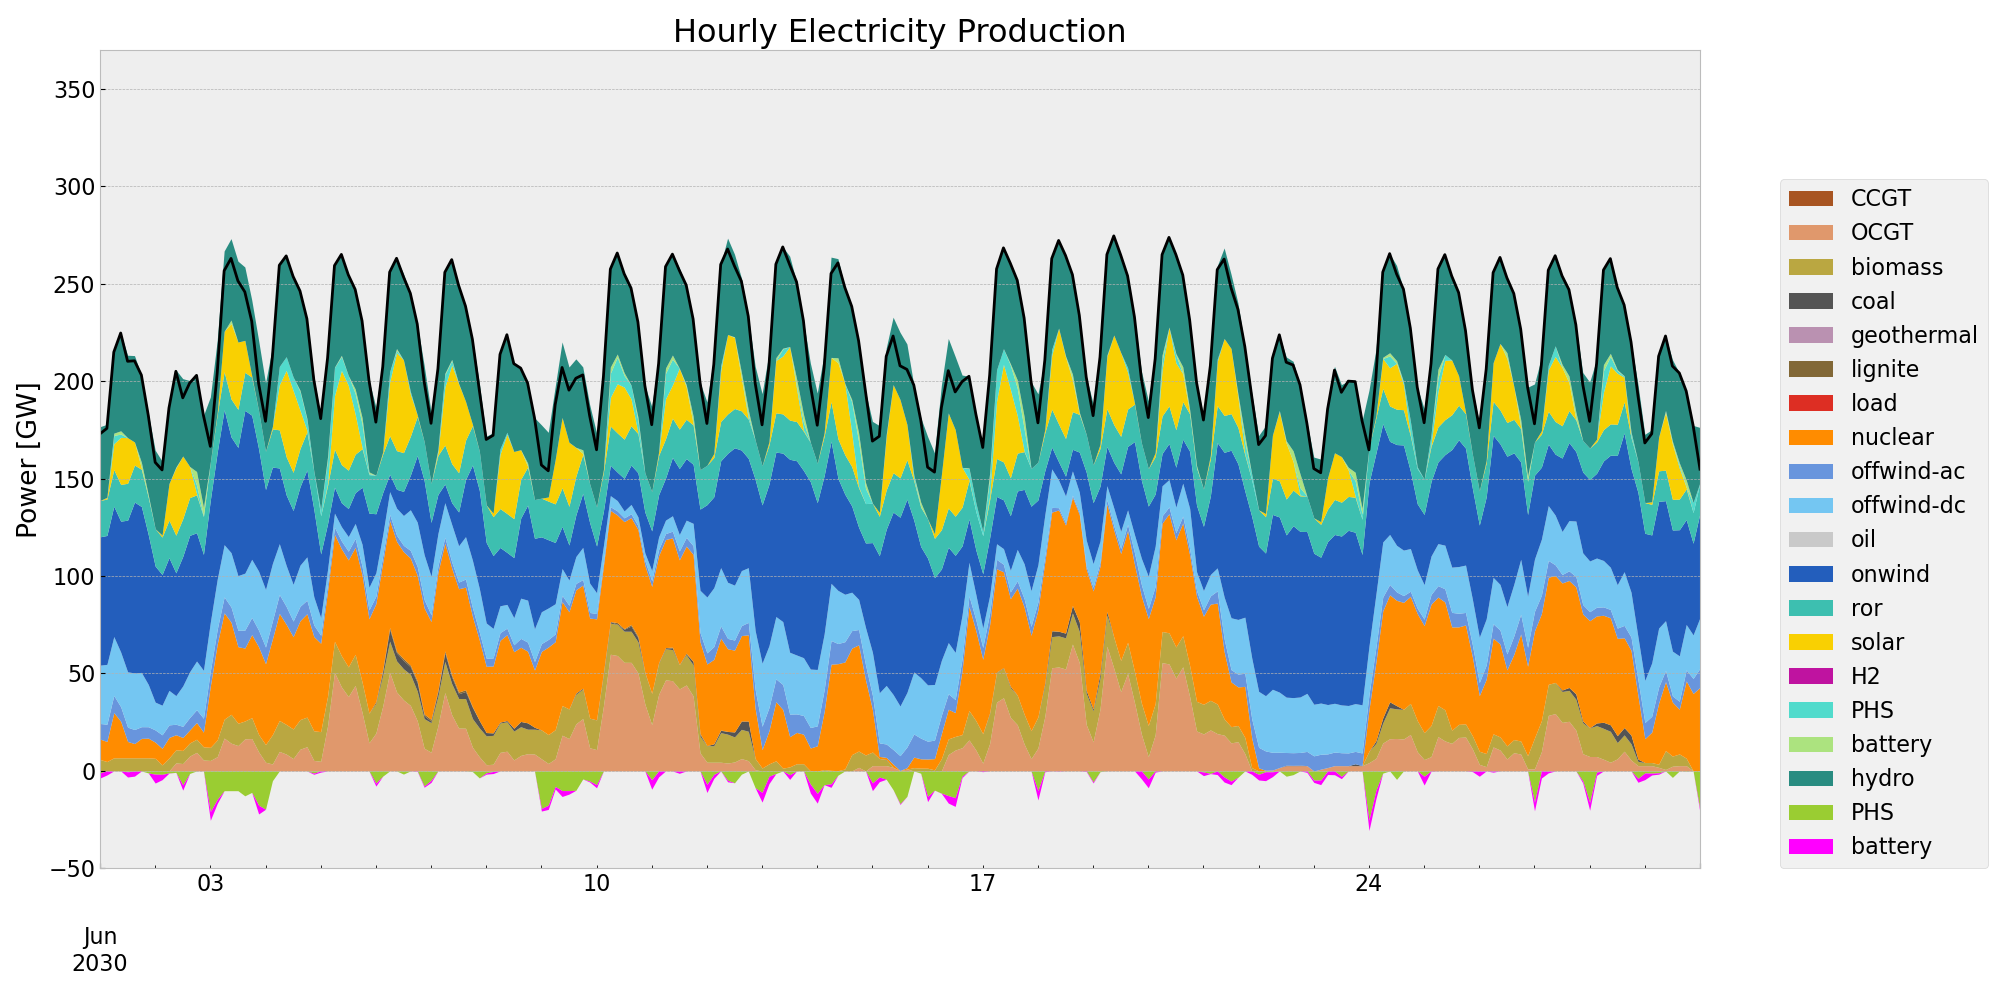 Hourly Electricity Production
Power [GW]
350
300
250
200
150
100
50
0
−50
03
10
17
24
Jun
2030
CCGT
OCGT
biomass
coal
geothermal
lignite
load
nuclear
offwind-ac
offwind-dc
oil
onwind
ror
solar
H2
PHS
battery
hydro
PHS
battery